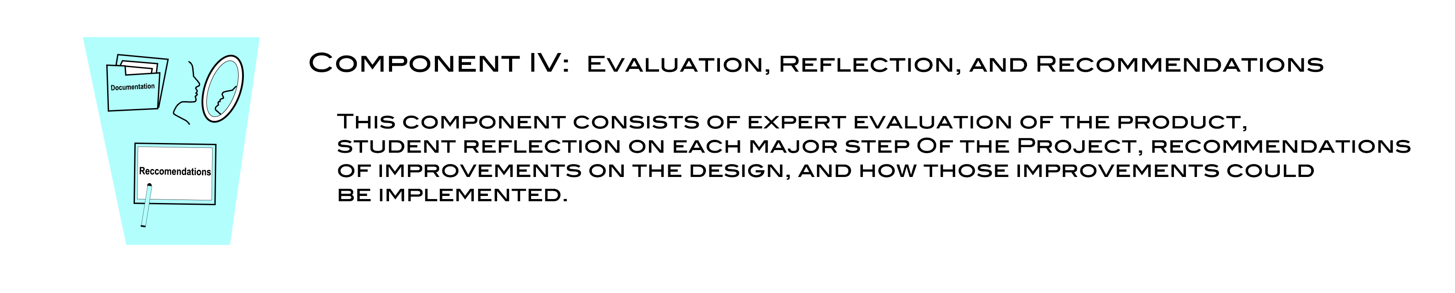 Documentation
Reccomendations
Component IV: Evaluation, Reflection, and Recommendations
This component consists of expert evaluation of the product,
student reflection on each major step Of the Project, recommendations
of improvements on the design, and how those improvements could
be implemented.